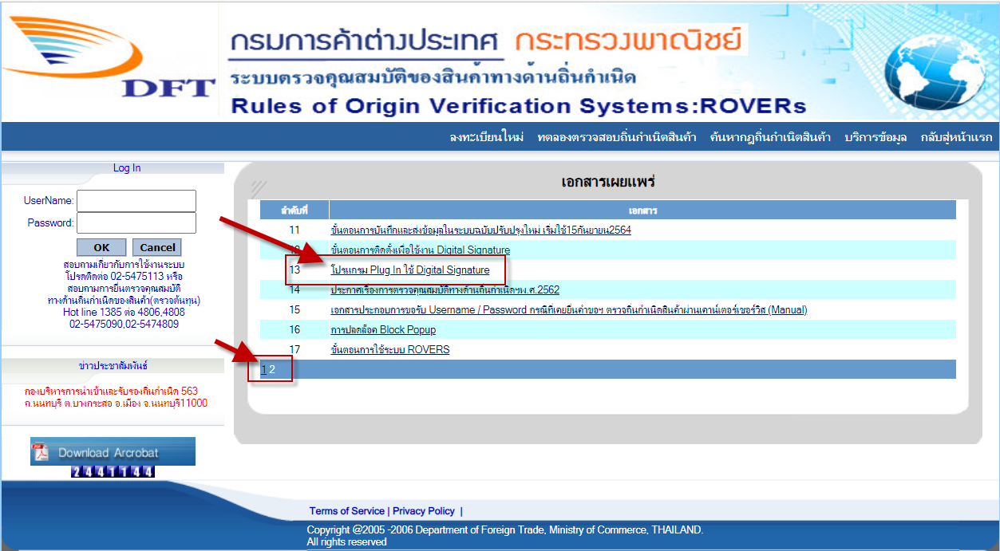 DFT
กรมการค้าต่างประเทศ กระทรวงพาณิชย์
ระบบตรวจคุณสมบัติของสินค้าทางด้านถิ่นกำเนิด
Rules of Origin Verification Systems:ROVERs
ลงทะเบียนใหม่ ทดลองตรวจสอบถิ่นกำเนิดสินค้า ค้นหากฎถิ่นกำเนิดสินค้า บริการข้อมูล กลับสู่หน้าแรก
Log In
UserName:
Password:
OK Cancel
สอบถามเกี่ยวกับการใช้งานระบบ
โปรดติดต่อ 02-5475113 หรือ
สอบถามการยื่นตรวจคุณสมบัติ
ทางด้านถิ่นกำเนิดของสินค้า(ตรวจต้นทุน)
Hot line 1385 ต่อ 4806,4808
02-5475090,02-5474809
ข่าวประชาสัมพันธ์
กองบริหารการนำเข้าและรับรองถิ่นกำเนิด 563
ถ.นนทบุรี ต.บางกระสอ อ.เมือง จ.นนทบุรี11000
Download Arcrobat
2441144
เอกสารเผยแพร่
ลำดับที่ เอกสาร
11 ขั้นตอนการบันทึกและส่งข้อมูลในระบบฉบับปรับปรุงใหม่ เริ่มใช้15กันยายน2564
12 ขั้นตอนการติดตั้งเพื่อใช้งาน Digital Signature
13 โปรแกรม Plug In ใช้ Digital Signature
14 ประกาศเรื่องการตรวจคุณสมบัติทางด้านถิ่นกำเนิดฯพ.ศ.2562
15 เอกสารประกอบการขอรับ Username / Password กรณีที่เคยยื่นคำขอฯ ตรวจถิ่นกำเนิดสินค้าผ่านเคาน์เตอร์เซอร์วิส (Manual)
16 การปลดล็อค Block Popup
17 ขั้นตอนการใช้ระบบ ROVERS
1 2
Terms of Service | Privacy Policy |
Copyright @2005 -2006 Department of Foreign Trade, Ministry of Commerce, THAILAND.
All rights reserved